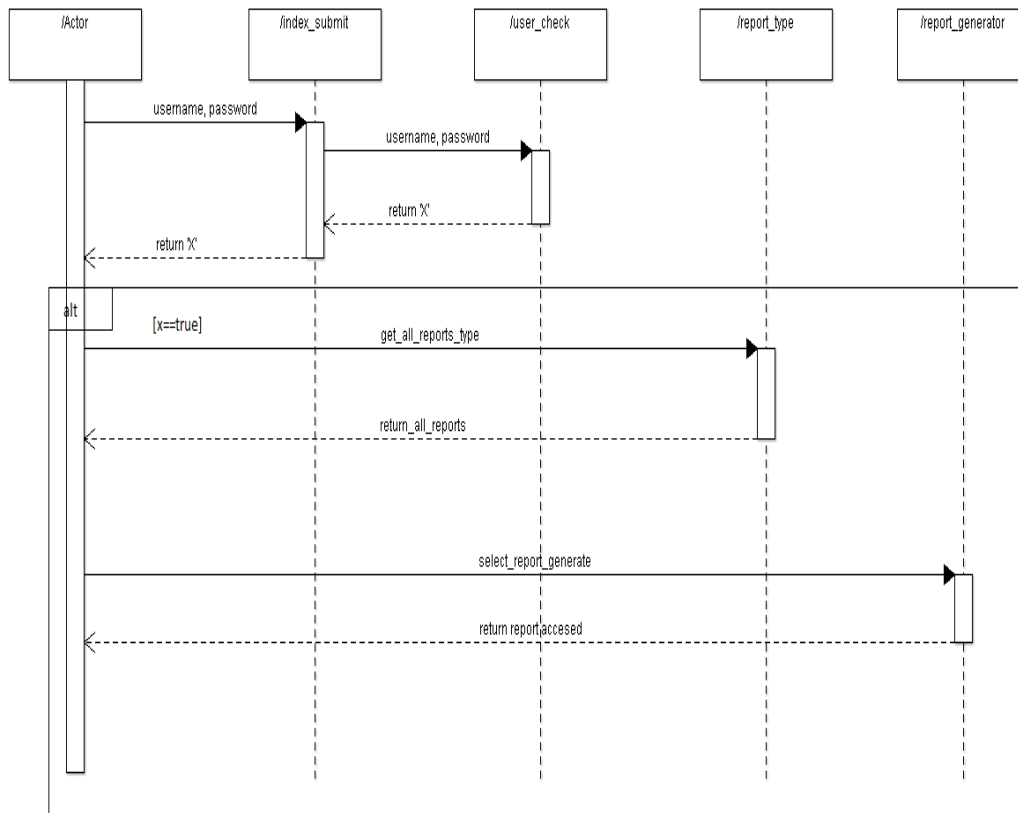 /Actor
/index_submit
/user_check
/report_type
/report_generator
username, password
username, password
return 'X'
return 'X'
alt
[x==true]
get_all_reports_type
return_all_reports
select_report_generate
return report accesed